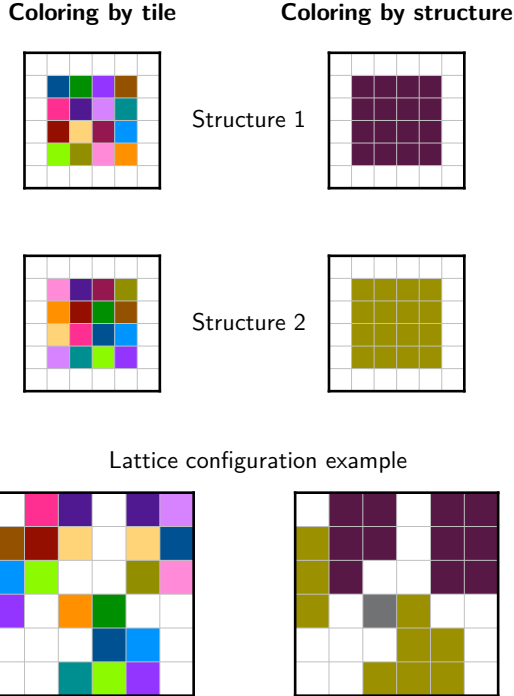 Coloring by tile
Coloring by structure
Structure 1
Structure 2
Lattice configuration example